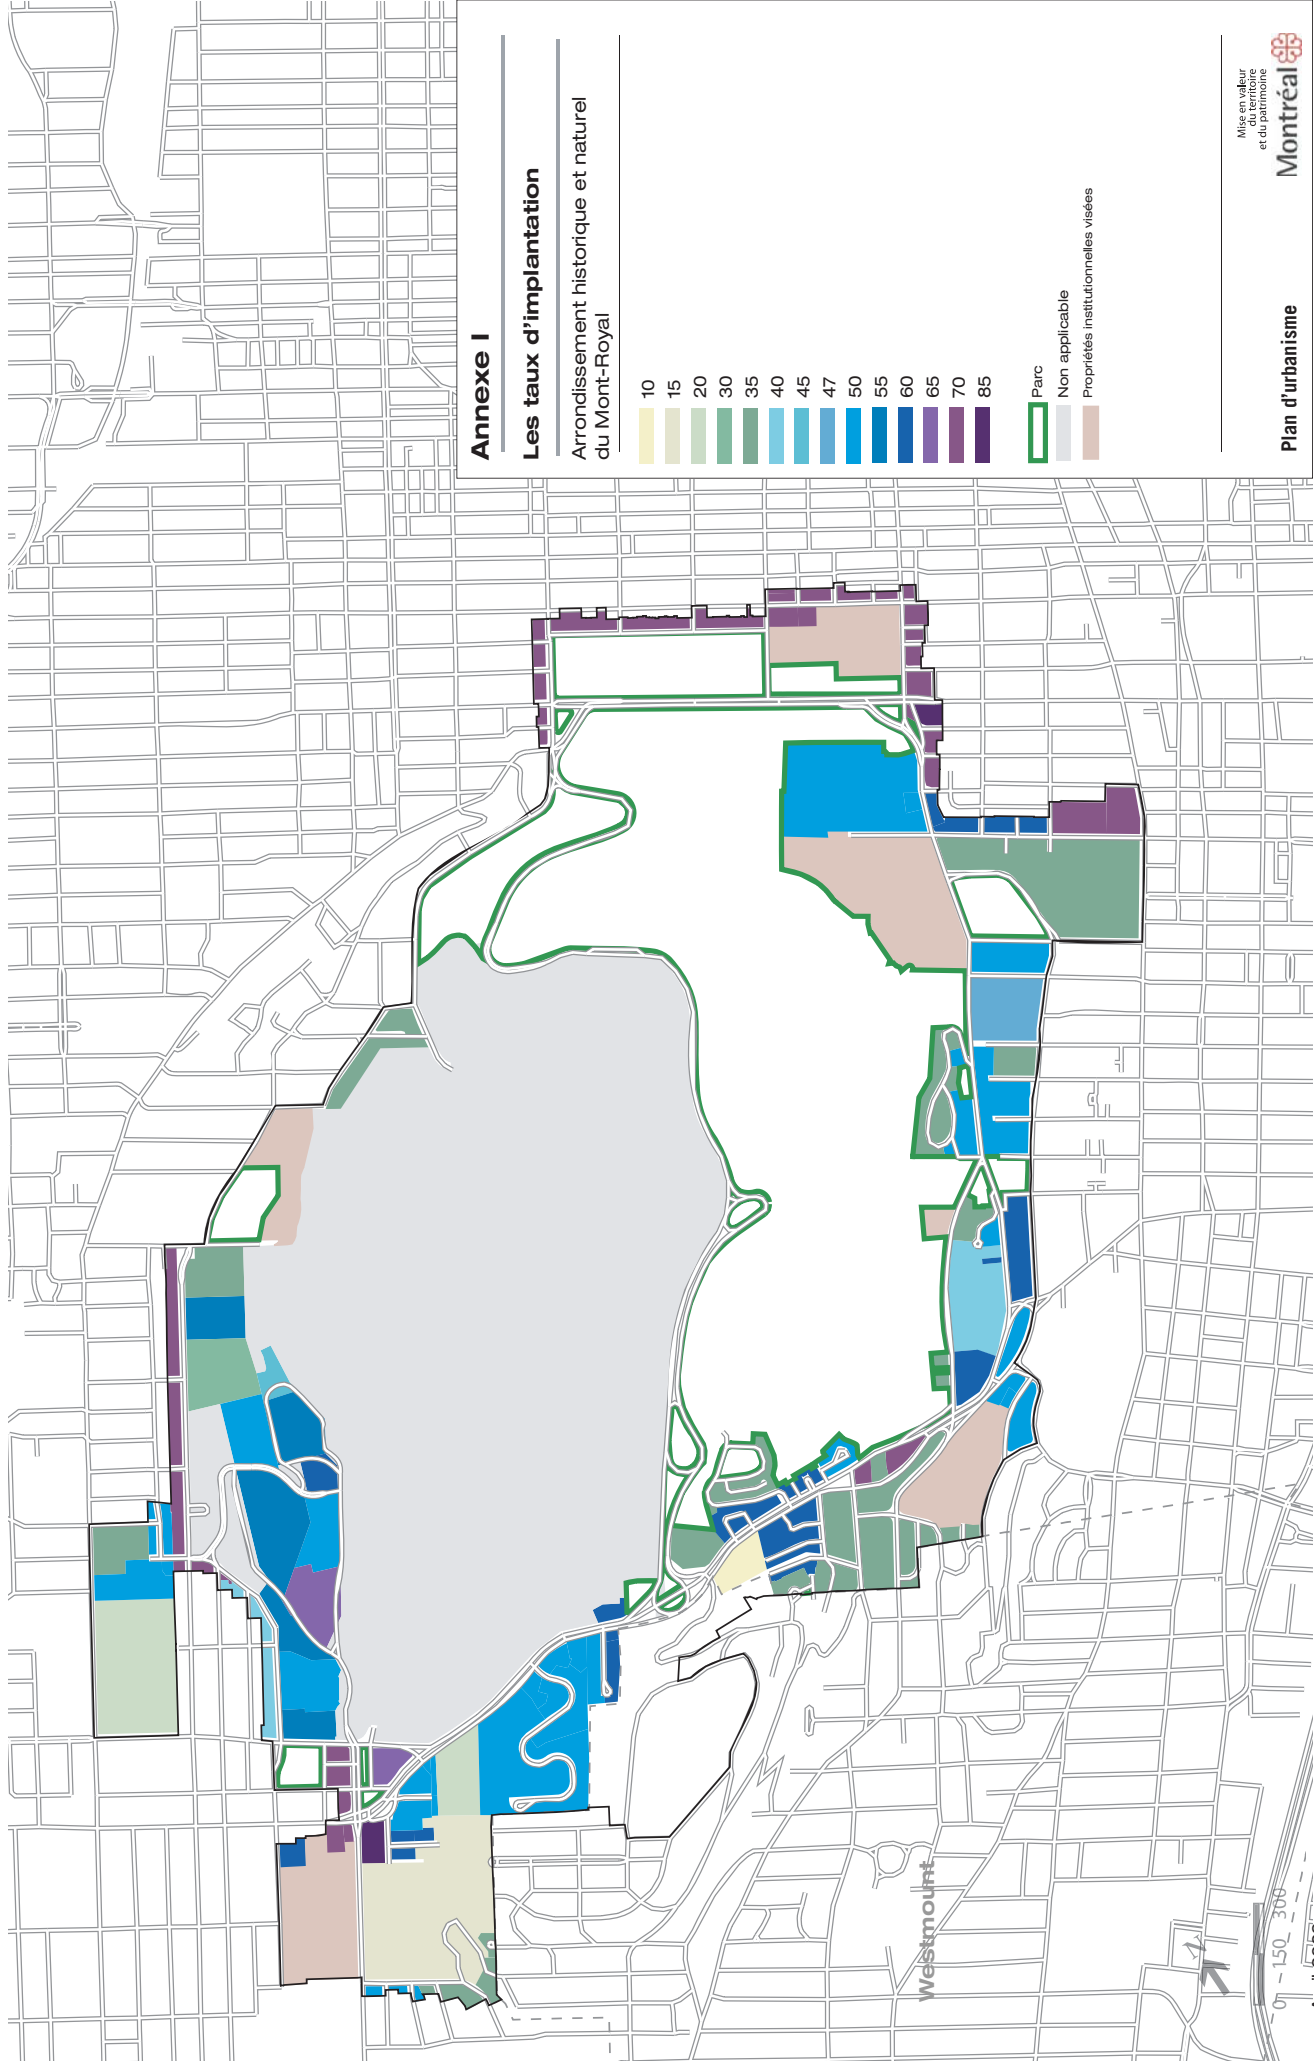 Annexe I
Les taux d'implantation
Arrondissement historique et naturel
du Mont-Royal
10
15
20
30
35
40
45
47
50
55
60
65
70
85
Parc
Non applicable
Propriétés institutionnelles visées
Plan d'urbanisme
Mise en valeur
du territoire
et du patrimoine
Montréal
Westmount
N
0 150 300